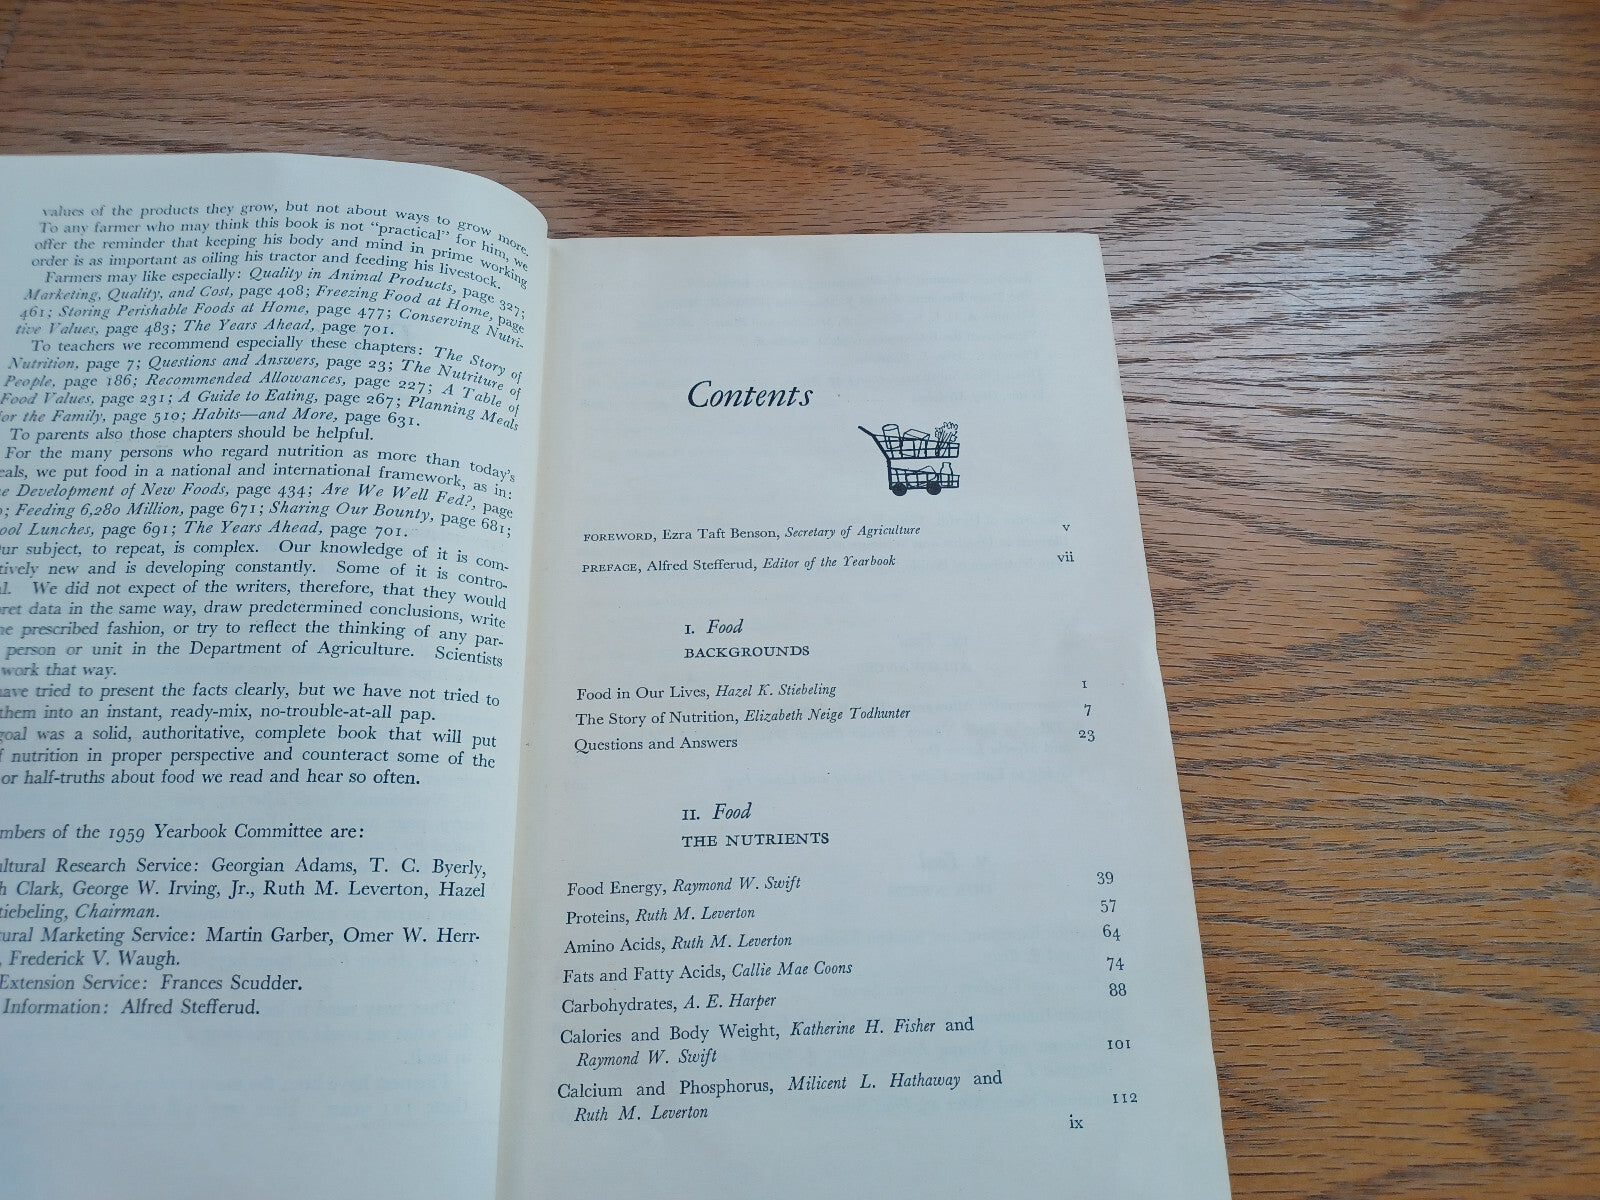 values of the products they grow, but not about ways to grow more.
To any farmer who may think this book is not "practical" for him, we
offer the reminder that keeping his body and mind in prime working
order is as important as oiling his tractor and feeding his livestock.
Farmers may like especially: Quality in Animal Products, page 327;
Marketing, Quality, and Cost, page 408; Freezing Food at Home, page
461; Storing Perishable Foods at Home, page 477; Conserving Nutri-
tive Values, page 483; The Years Ahead, page 701.
To teachers we recommend especially these chapters: The Story of
Nutrition, page 7; Questions and Answers, page 23; The Nutriture of
People, page 186; Recommended Allowances, page 227; A Table of
Food Values, page 231; A Guide to Eating, page 267; Planning Meals
for the Family, page 510; Habits—and More, page 631.
To parents also those chapters should be helpful.
For the many persons who regard nutrition as more than today's
eals, we put food in a national and international framework, as in:
e Development of New Foods, page 434; Are We Well Fed?, page
; Feeding 6,280 Million, page 671; Sharing Our Bounty, page 681;
ool Lunches, page 691; The Years Ahead, page 701.
ur subject, to repeat, is complex. Our knowledge of it is com-
tively new and is developing constantly. Some of it is contro-
l. We did not expect of the writers, therefore, that they would
ret data in the same way, draw predetermined conclusions, write
e prescribed fashion, or try to reflect the thinking of any par-
person or unit in the Department of Agriculture. Scientists
work that way.
ave tried to present the facts clearly, but we have not tried to
them into an instant, ready-mix, no-trouble-at-all pap.
goal was a solid, authoritative, complete book that will put
f nutrition in proper perspective and counteract some of the
or half-truths about food we read and hear so often.
mbers of the 1959 Yearbook Committee are:
ultural Research Service: Georgian Adams, T. C. Byerly,
h Clark, George W. Irving, Jr., Ruth M. Leverton, Hazel
tiebeling, Chairman.
ural Marketing Service: Martin Garber, Omer W. Herr-
, Frederick V. Waugh.
Extension Service: Frances Scudder.
Information: Alfred Stefferud.
Contents
FOREWORD, Ezra Taft Benson, Secretary of Agriculture v
PREFACE, Alfred Stefferud, Editor of the Yearbook vii
I. Food
BACKGROUNDS
Food in Our Lives, Hazel K. Stiebeling 1
The Story of Nutrition, Elizabeth Neige Todhunter 7
Questions and Answers 23
II. Food
THE NUTRIENTS
Food Energy, Raymond W. Swift 39
Proteins, Ruth M. Leverton 57
Amino Acids, Ruth M. Leverton 64
Fats and Fatty Acids, Callie Mae Coons 74
Carbohydrates, A. E. Harper 88
Calories and Body Weight, Katherine H. Fisher and
Raymond W. Swift 101
Calcium and Phosphorus, Milicent L. Hathaway and
Ruth M. Leverton 112
ix